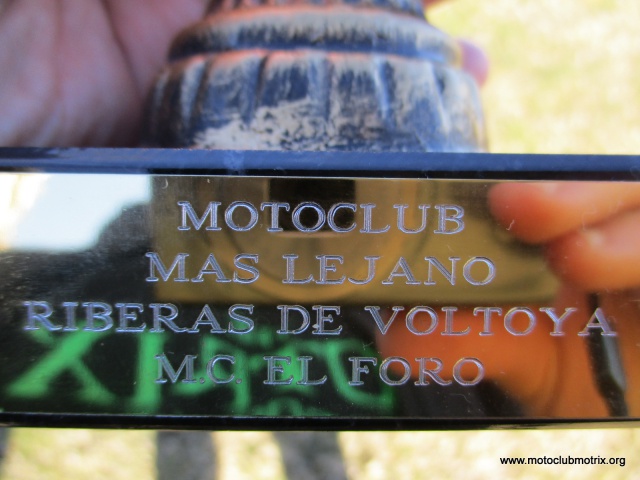 MOTOCLUB
MAS LEJANO
RIBERAS DE VOLTOYA
M.C. EL FORO
www.motoclubmotrix.org